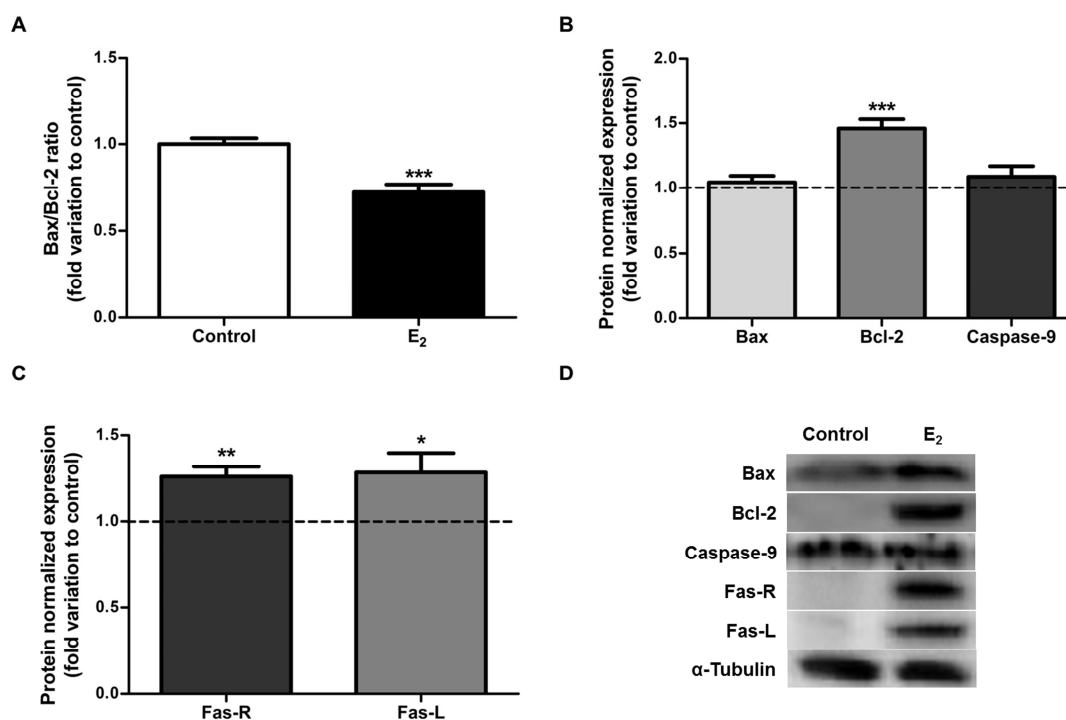 A
Bax/Bcl-2 ratio
(fold variation to control)
1.5
1.0
0.5
0.0
***
Control
E₂
B
Protein normalized expression
(fold variation to control)
2.0
1.5
1.0
0.5
0.0
***
Bax
Bcl-2
Caspase-9
C
Protein normalized expression
(fold variation to control)
1.5
1.0
0.5
0.0
**
*
Fas-R
Fas-L
D
Control
E₂
Bax
Bcl-2
Caspase-9
Fas-R
Fas-L
α-Tubulin